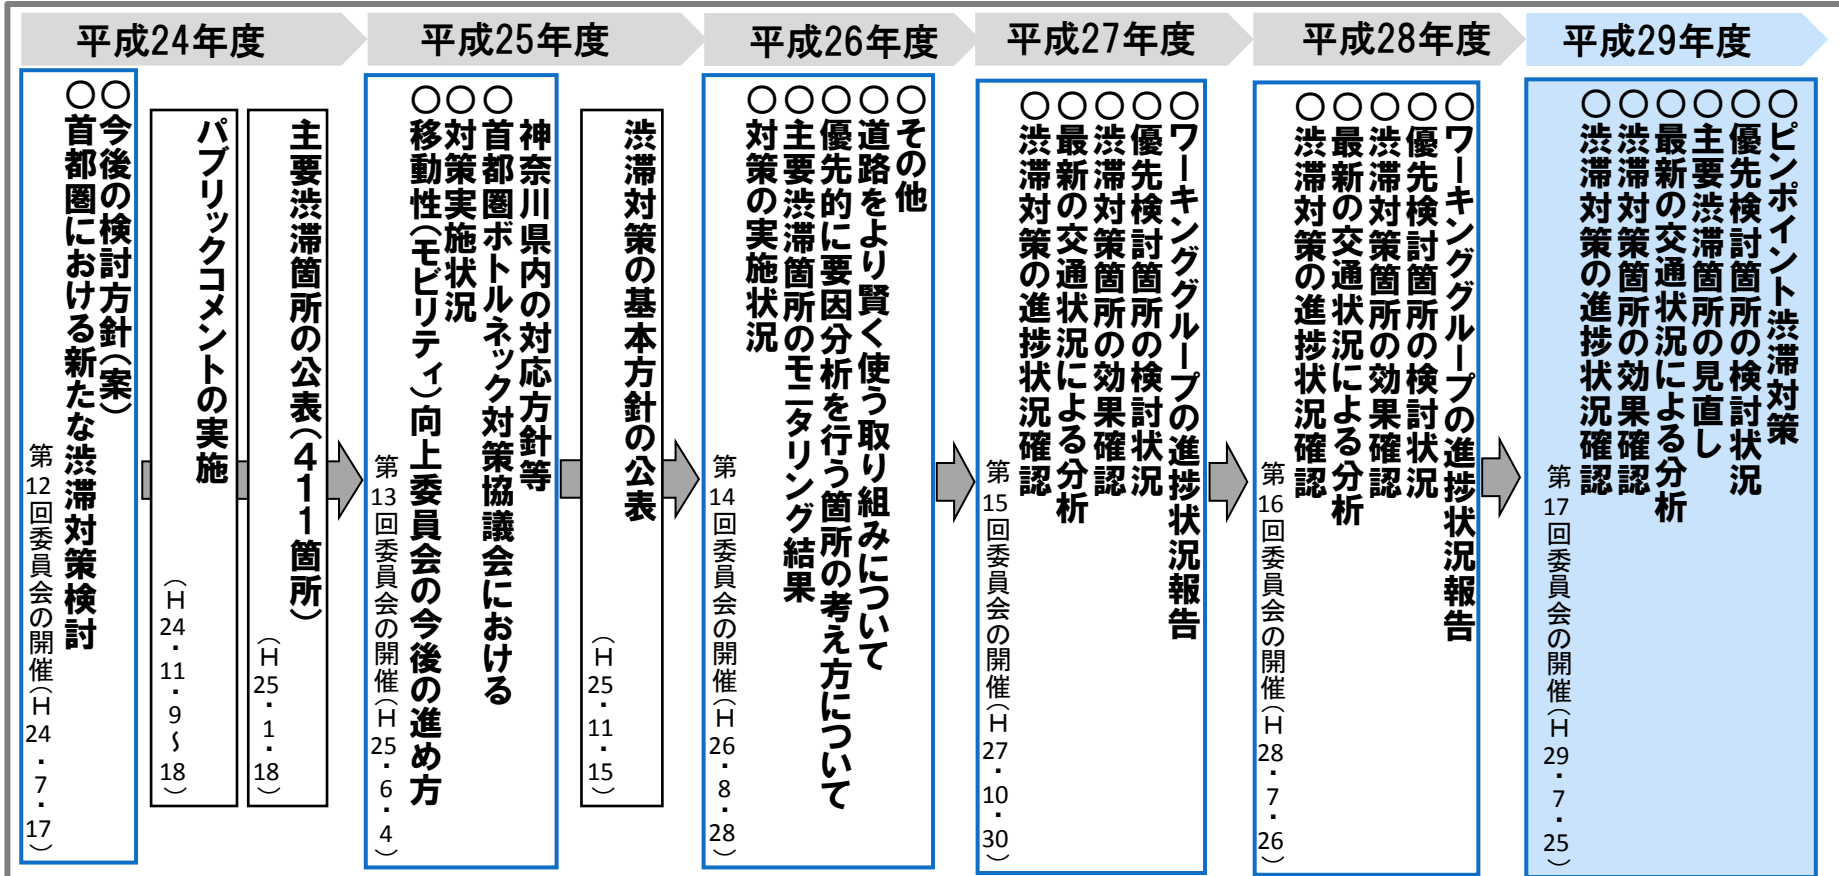 平成24年度
平成25年度
平成26年度
平成27年度
平成28年度
平成29年度
第12回委員会の開催（H24・7・17）
○首都圏における新たな渋滞対策検討
○今後の検討方針（案）
パブリックコメントの実施
（H24・11・9～18）
主要渋滞箇所の公表（411箇所）
（H25・1・18）
第13回委員会の開催（H25・6・4）
○移動性（モビリティ）向上委員会の今後の進め方
○対策実施状況
○首都圏ボトルネック対策協議会における
神奈川県内の対応方針等
渋滞対策の基本方針の公表
（H25・11・15）
第14回委員会の開催（H26・8・28）
○対策の実施状況
○主要渋滞箇所のモニタリング結果
○優先的に要因分析を行う箇所の考え方について
○道路をより賢く使う取り組みについて
○その他
第15回委員会の開催（H27・10・30）
○渋滞対策の進捗状況確認
○最新の交通状況による分析
○渋滞対策箇所の効果確認
○優先検討箇所の検討状況
○ワーキンググループの進捗状況報告
第16回委員会の開催（H28・7・26）
○渋滞対策の進捗状況確認
○最新の交通状況による分析
○渋滞対策箇所の効果確認
○優先検討箇所の検討状況
○ワーキンググループの進捗状況報告
第17回委員会の開催（H29・7・25）
○渋滞対策の進捗状況確認
○渋滞対策箇所の効果確認
○最新の交通状況による分析
○主要渋滞箇所の見直し
○優先検討箇所の検討状況
○ピンポイント渋滞対策